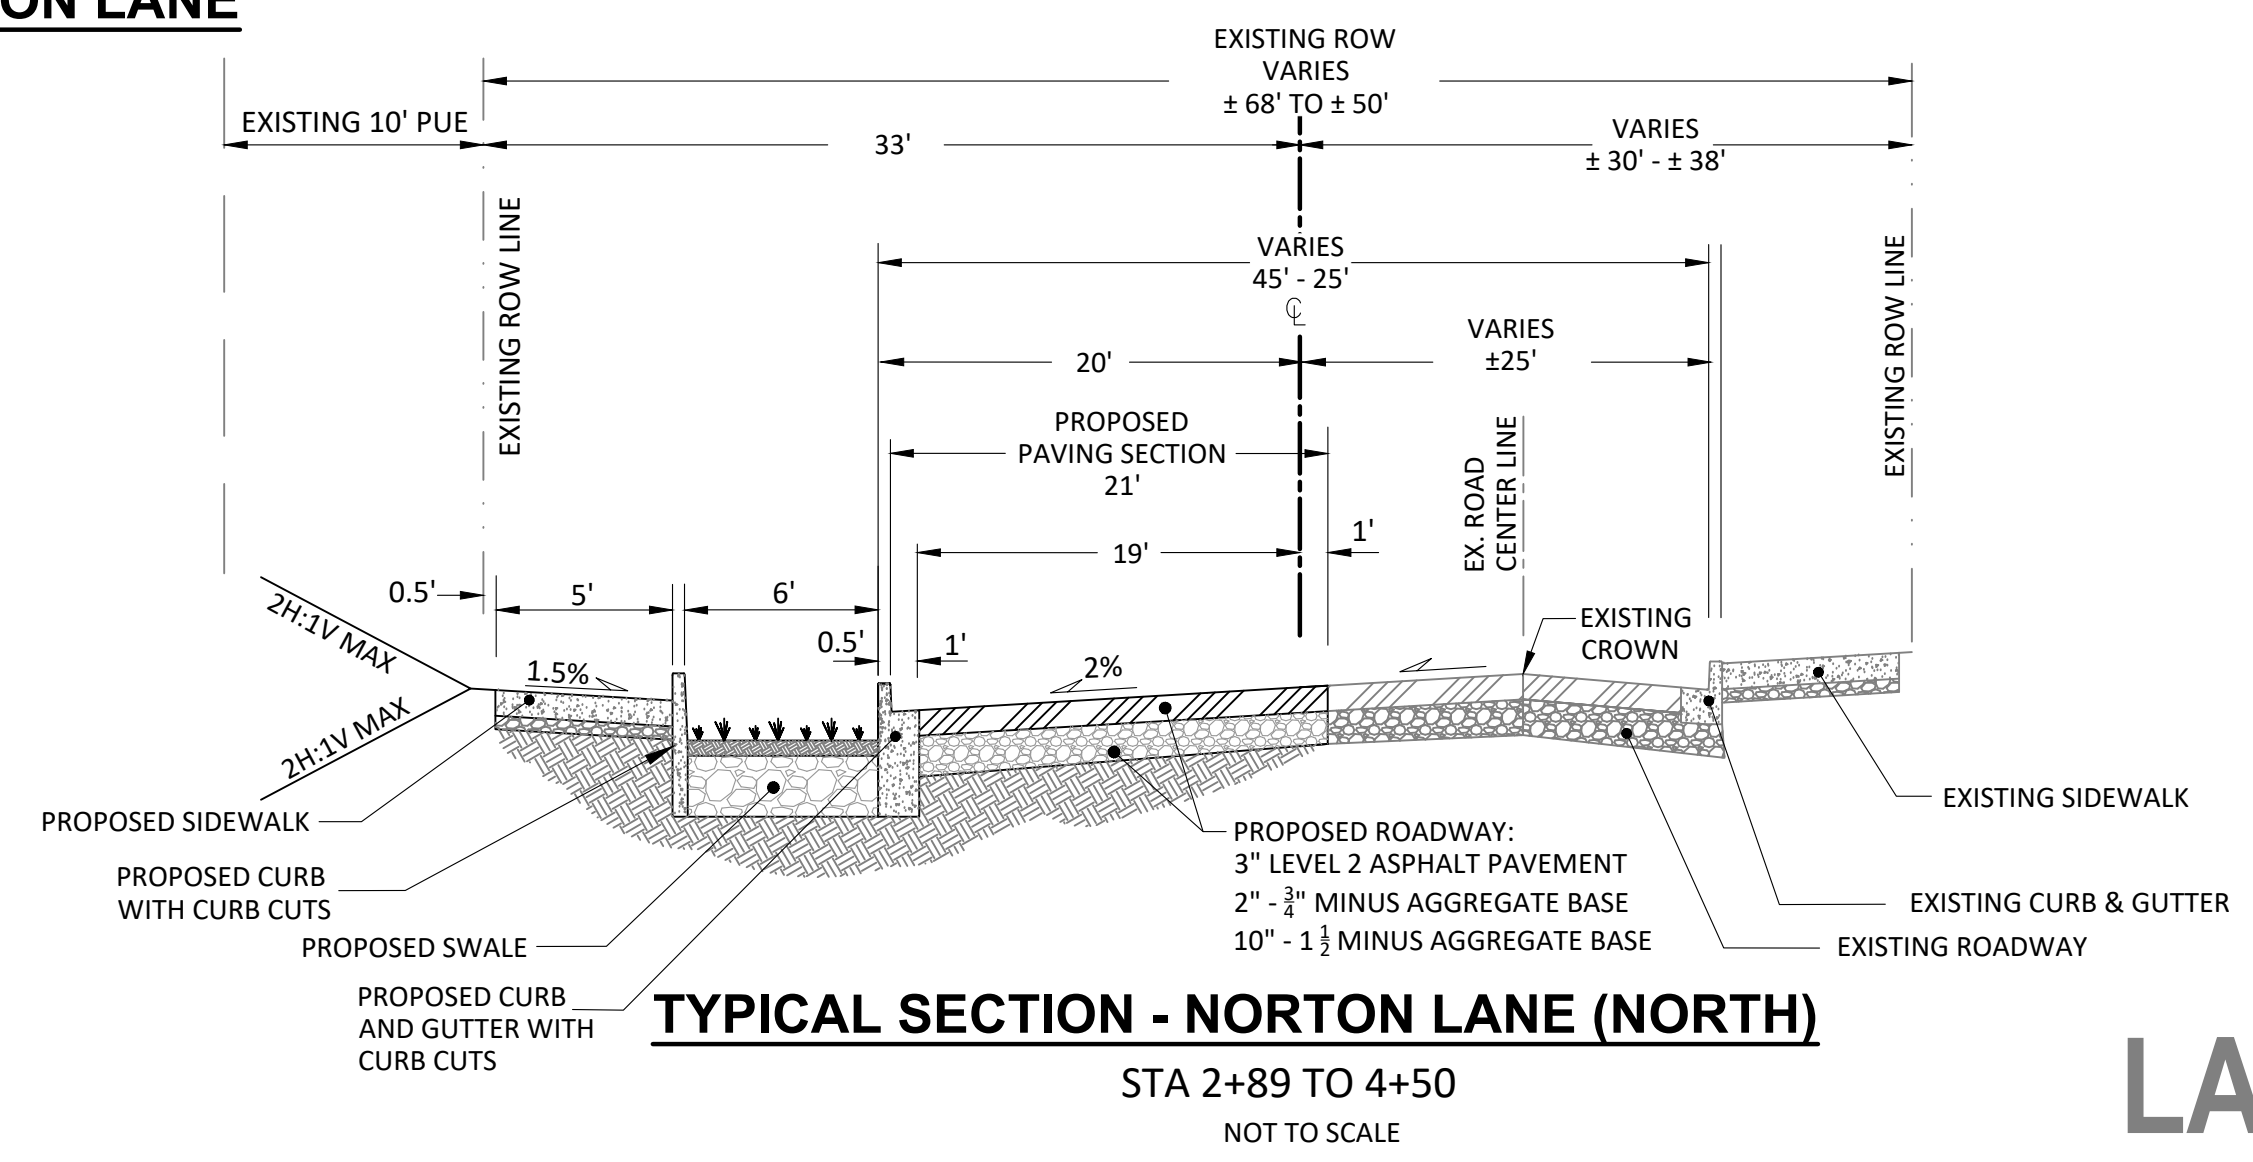 ON LANE
EXISTING ROW
VARIES
± 68' TO ± 50'
EXISTING 10' PUE
33'
VARIES
± 30' - ± 38'
EXISTING ROW LINE
VARIES
45' - 25'
℄
20'
VARIES
±25'
EXISTING ROW LINE
PROPOSED
PAVING SECTION
21'
EX. ROAD
CENTER LINE
19'
1'
0.5'
5'
6'
2H:1V MAX
0.5'
1'
EXISTING
CROWN
1.5%
2%
2H:1V MAX
EXISTING SIDEWALK
PROPOSED SIDEWALK
PROPOSED ROADWAY:
3" LEVEL 2 ASPHALT PAVEMENT
2" - 3/4" MINUS AGGREGATE BASE
10" - 1 1/2 MINUS AGGREGATE BASE
PROPOSED CURB
WITH CURB CUTS
EXISTING CURB & GUTTER
PROPOSED SWALE
EXISTING ROADWAY
PROPOSED CURB
AND GUTTER WITH
CURB CUTS
TYPICAL SECTION - NORTON LANE (NORTH)
STA 2+89 TO 4+50
NOT TO SCALE
LA